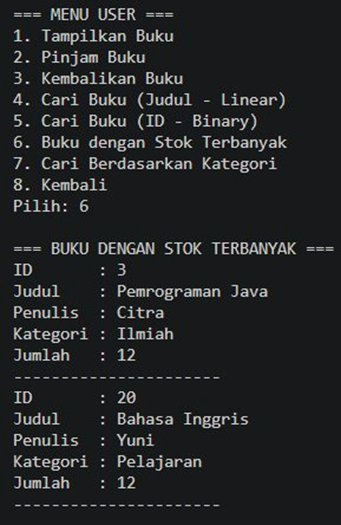 === MENU USER ===
1. Tampilkan Buku
2. Pinjam Buku
3. Kembalikan Buku
4. Cari Buku (Judul - Linear)
5. Cari Buku (ID - Binary)
6. Buku dengan Stok Terbanyak
7. Cari Berdasarkan Kategori
8. Kembali
Pilih: 6

=== BUKU DENGAN STOK TERBANYAK ===
ID       : 3
Judul    : Pemrograman Java
Penulis  : Citra
Kategori : Ilmiah
Jumlah   : 12
----------------------
ID       : 20
Judul    : Bahasa Inggris
Penulis  : Yuni
Kategori : Pelajaran
Jumlah   : 12
----------------------